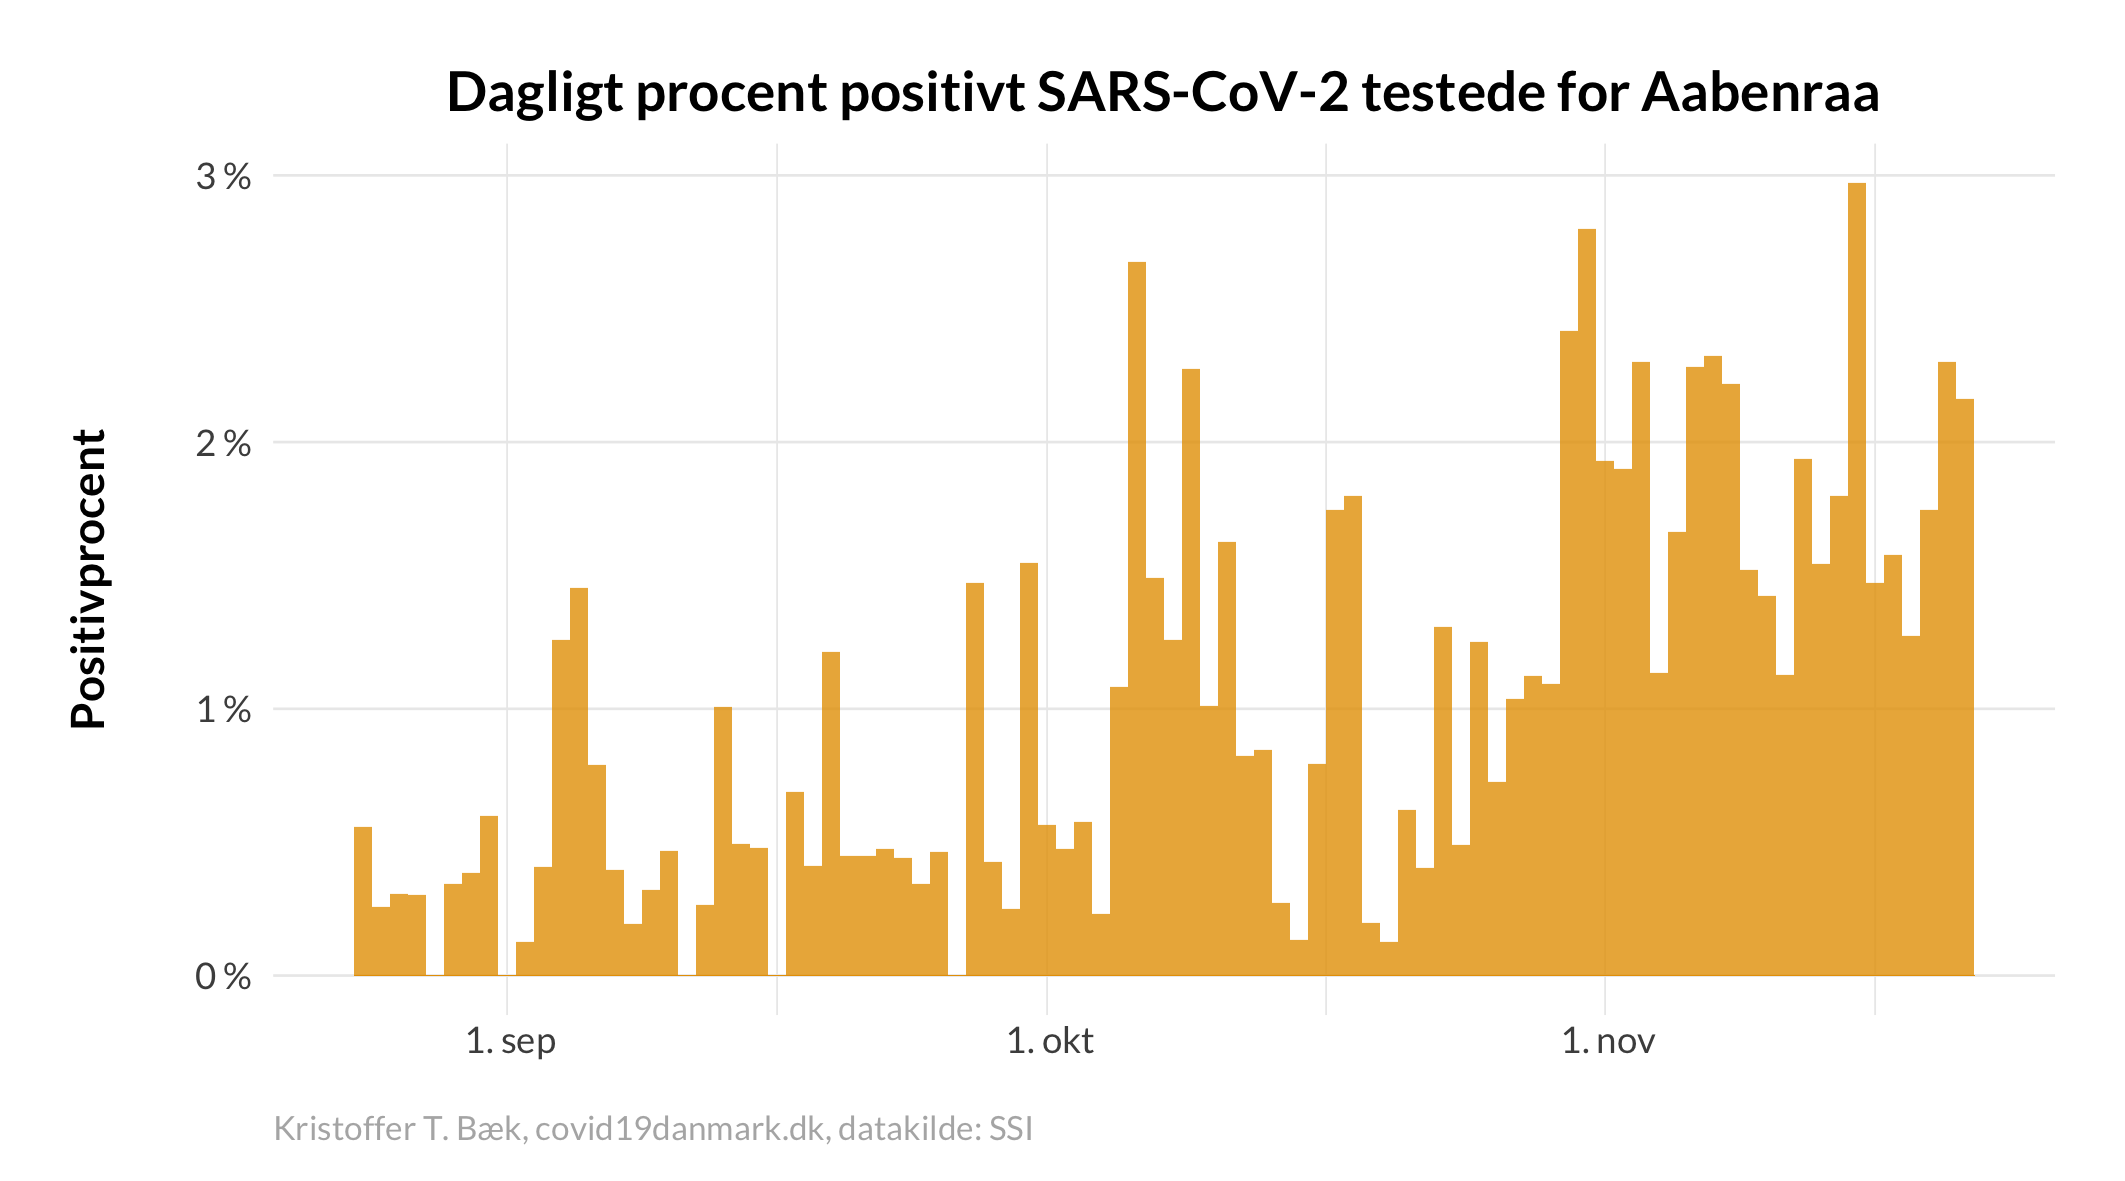 Dagligt procent positivt SARS-CoV-2 testede for Aabenraa
Positivprocent
3 %
2 %
1 %
0 %
1. sep
1. okt
1. nov
Kristoffer T. Bæk, covid19danmark.dk, datakilde: SSI